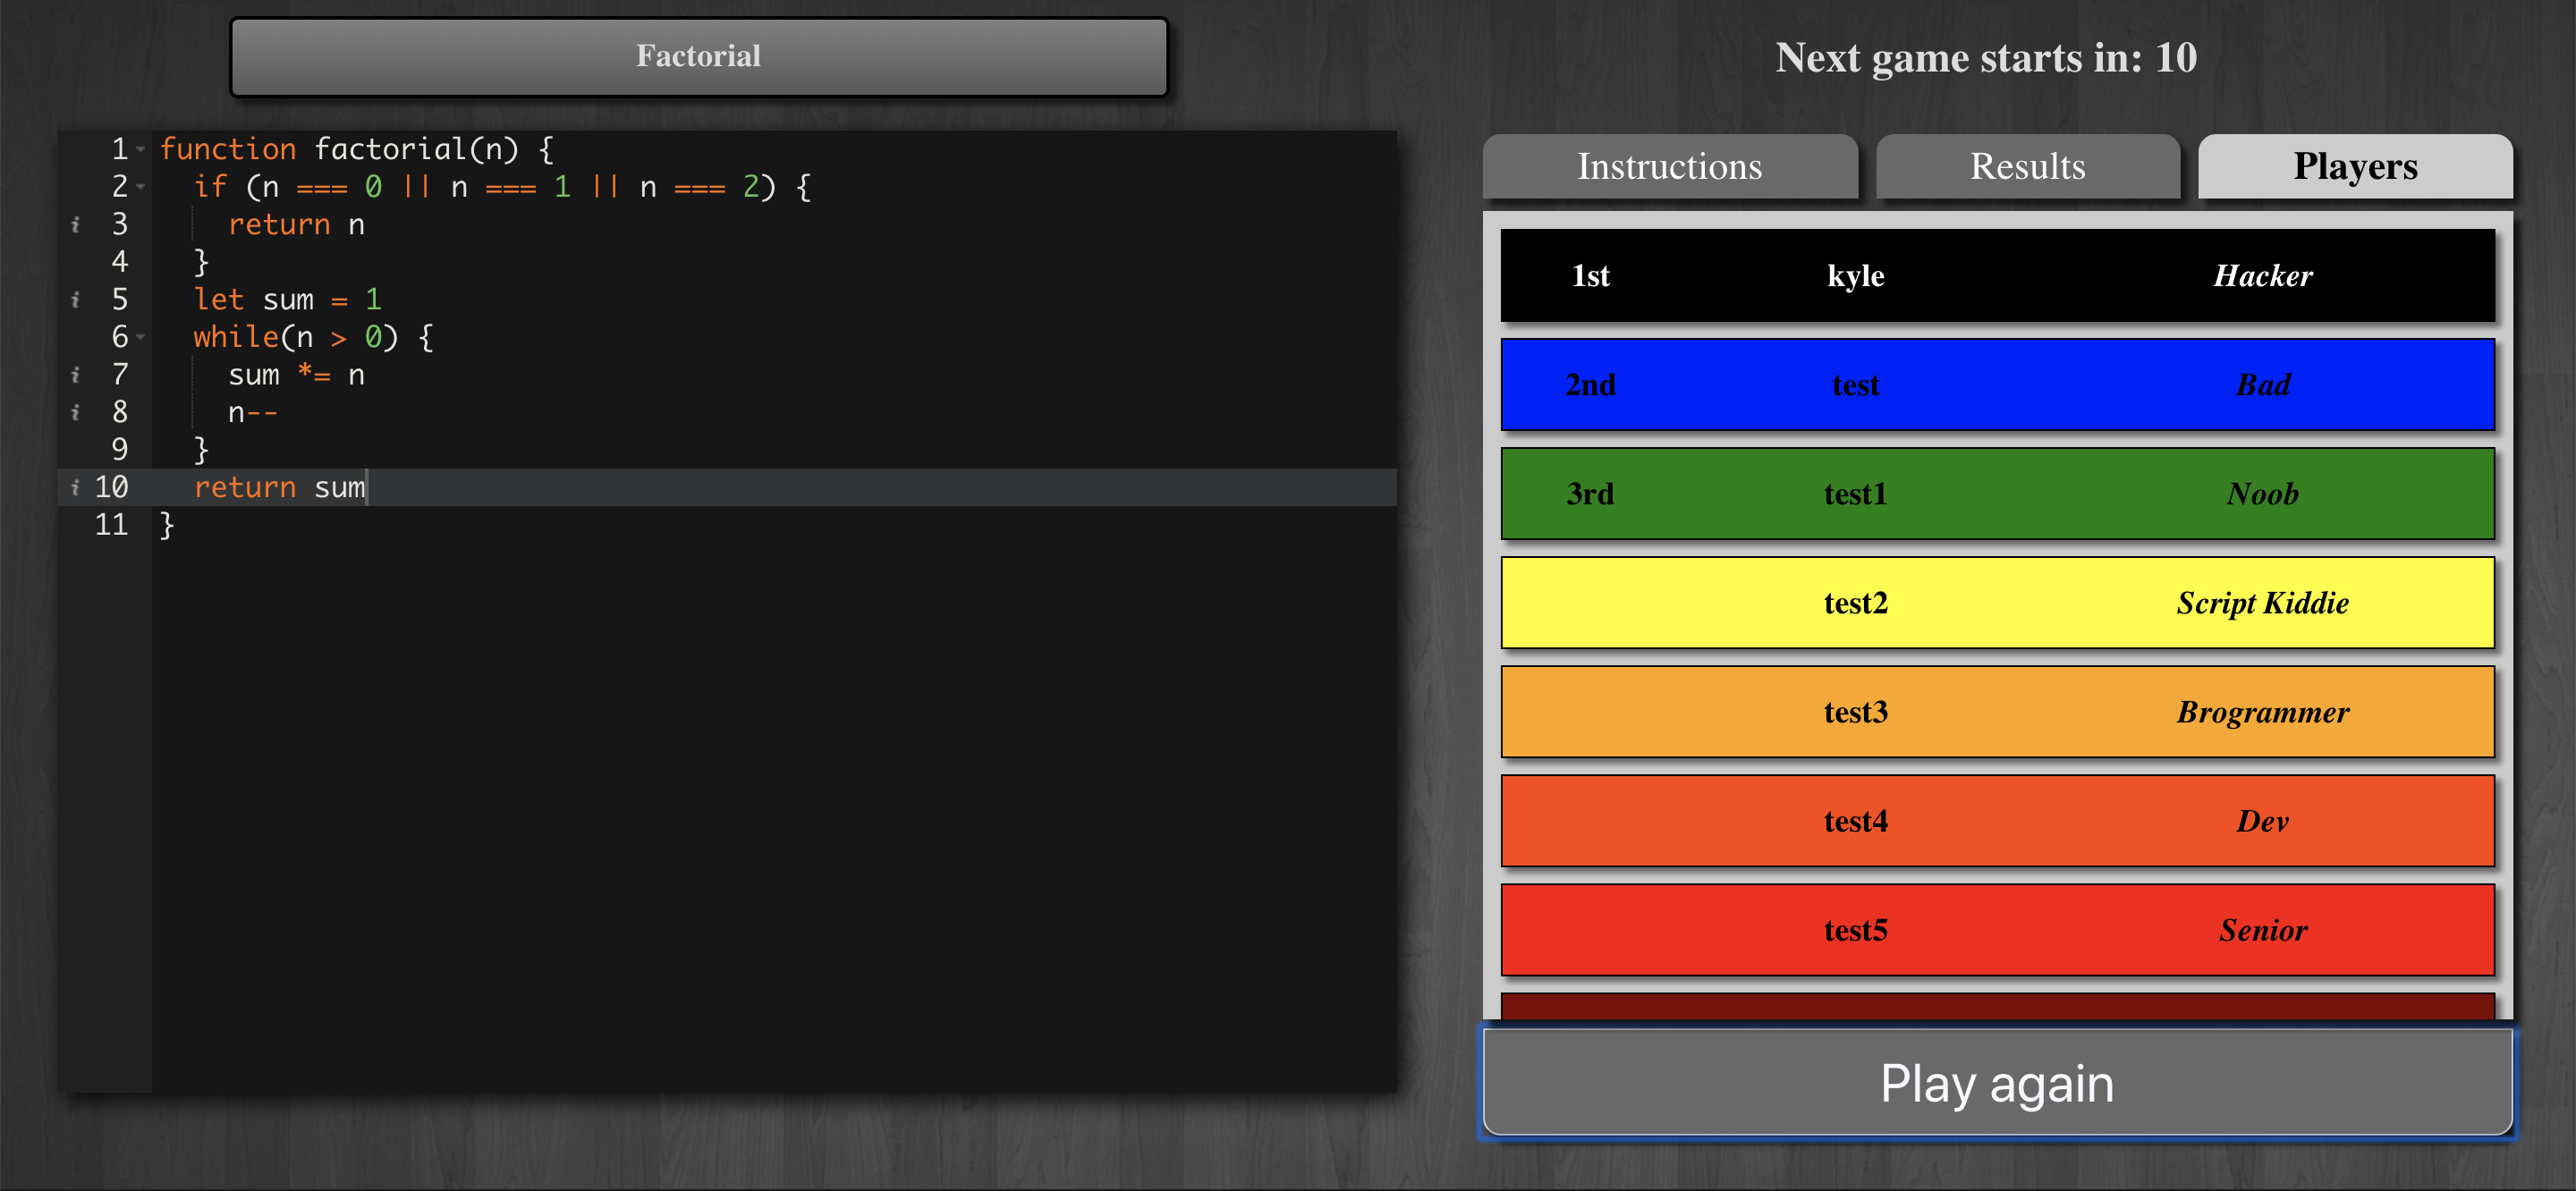 Factorial
1 function factorial(n) {
2   if (n === 0 || n === 1 || n === 2) {
i 3     return n
4   }
i 5   let sum = 1
6   while(n > 0) {
i 7     sum *= n
i 8     n--
9   }
i 10   return sum
11 }
Next game starts in: 10
Instructions Results Players
1st kyle Hacker
2nd test Bad
3rd test1 Noob
test2 Script Kiddie
test3 Brogrammer
test4 Dev
test5 Senior
Play again